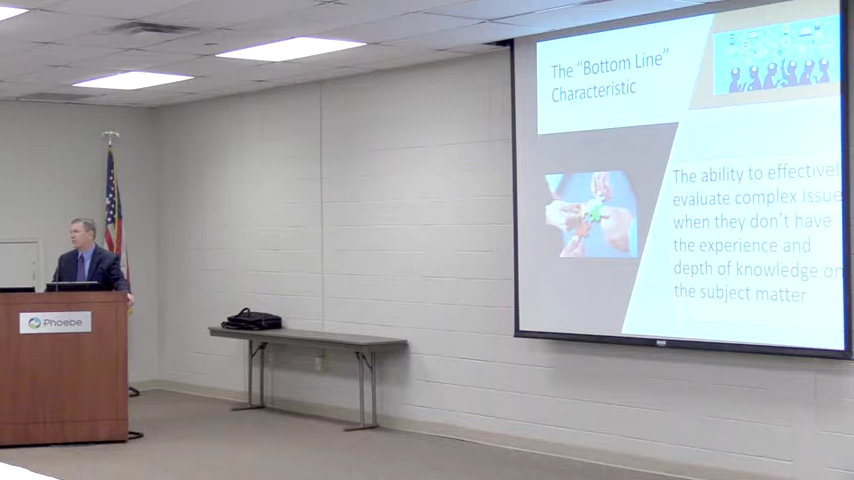 The “Bottom Line”
Characteristic
The ability to effectivel
evaluate complex issue
when they don't have
the experience and
depth of knowledge on
the subject matter
Phoebe